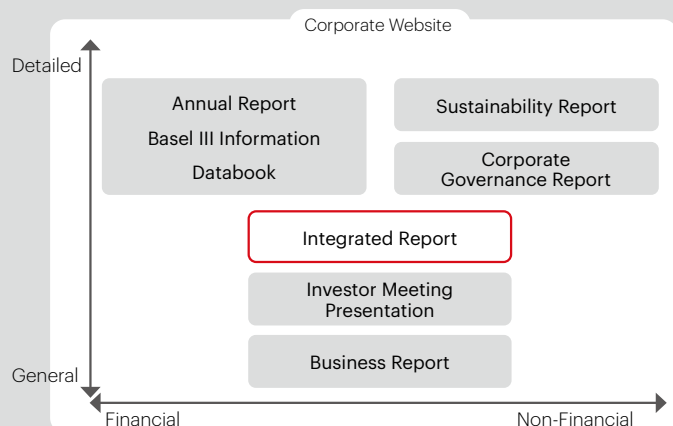 Corporate Website
Detailed
Annual Report
Basel III Information
Databook
Sustainability Report
Corporate
Governance Report
Integrated Report
Investor Meeting
Presentation
Business Report
General
Financial
Non-Financial